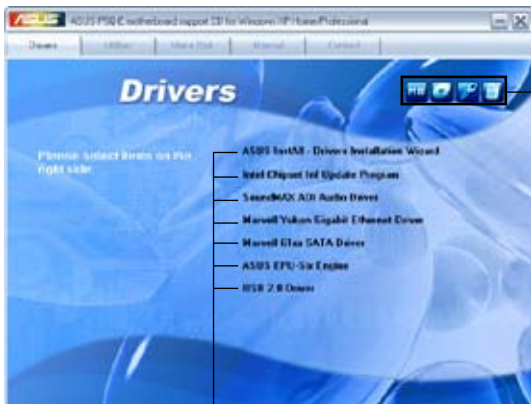 ASUS
ASUS P5Q-E motherboard support CD for Windows XP Home/Professional
Drivers
Utilities
Make Disk
Manual
Contact
Drivers
Please select items on the
right side.
ASUS InstAll - Drivers Installation Wizard
Intel Chipset Inf Update Program
SoundMAX ADI Audio Driver
Marvell Yukon Gigabit Ethernet Driver
Marvell 61xx SATA Driver
ASUS EPU-Six Engine
USB 2.0 Driver